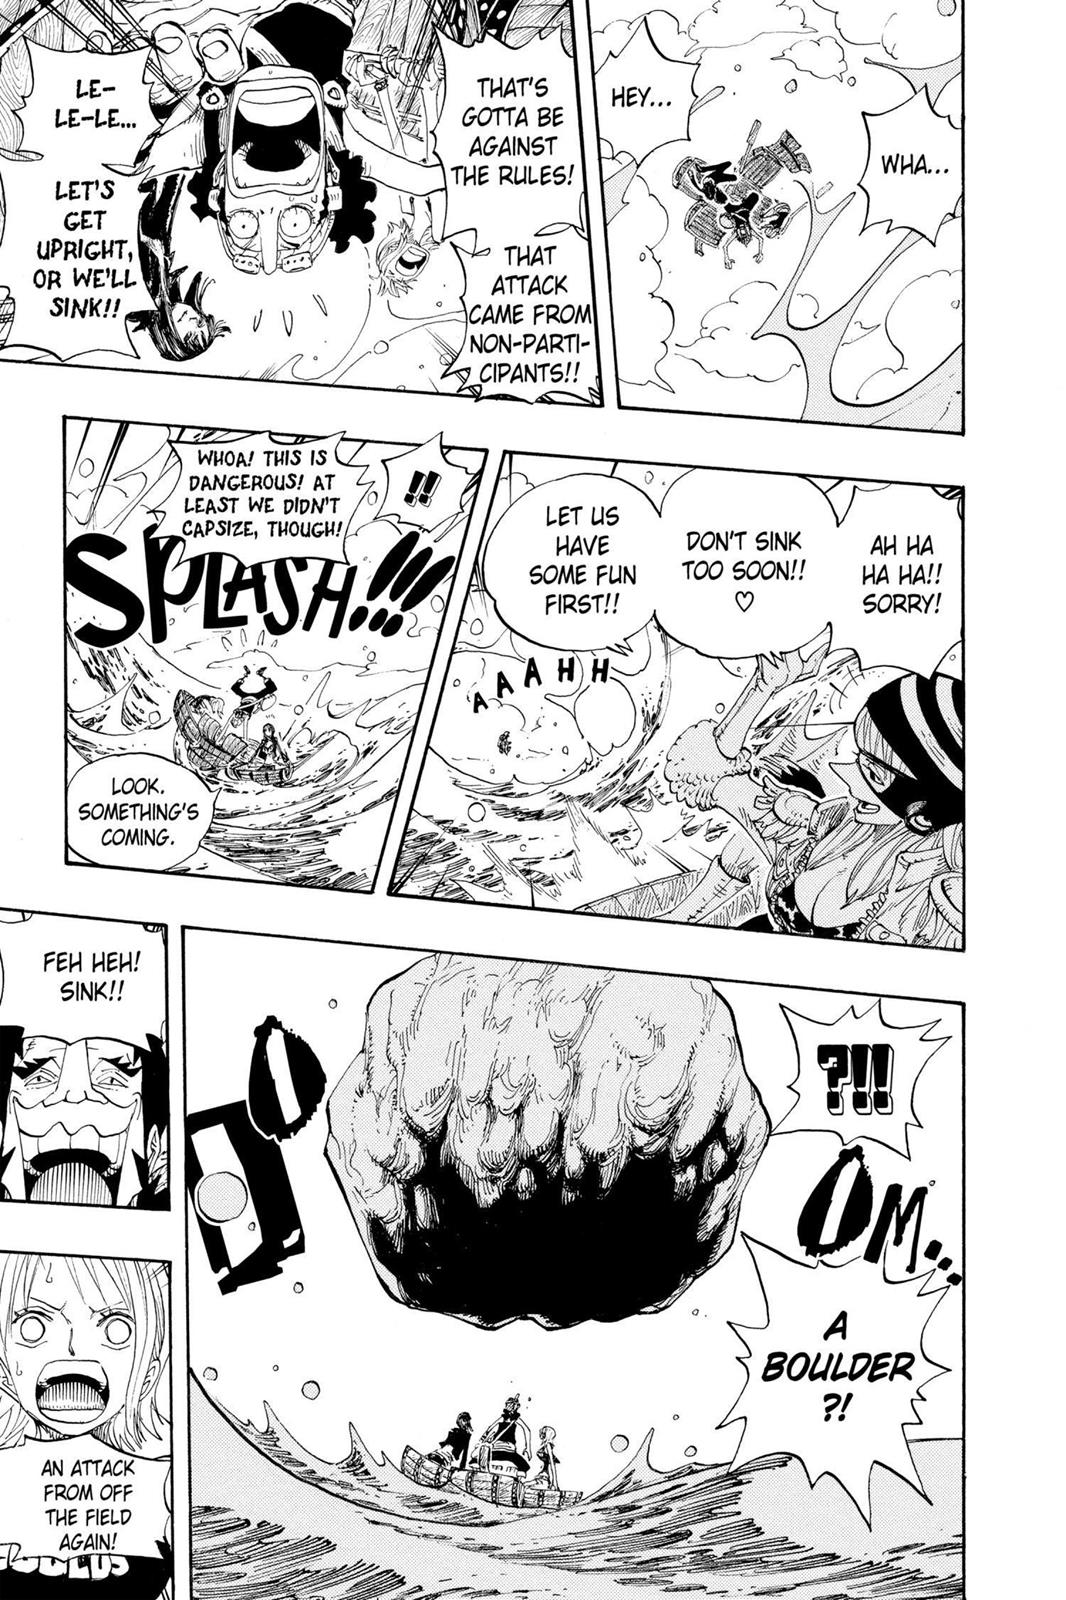 HEY...
WHA...
THAT'S
GOTTA BE
AGAINST
THE RULES!
THAT
ATTACK
CAME FROM
NON-PARTI-
CIPANTS!!
LE-
LE-LE...
LET'S
GET
UPRIGHT,
OR WE'LL
SINK!!
AH HA
HA HA!!
SORRY!
DON'T SINK
TOO SOON!!
♡
LET US
HAVE
SOME FUN
FIRST!!
AAAHH
!!
WHOA! THIS IS
DANGEROUS! AT
LEAST WE DIDN'T
CAPSIZE, THOUGH!
SPLASH!!!
LOOK.
SOMETHING'S
COMING.
?!!
DOOM...
A
BOULDER
?!
FEH HEH!
SINK!!
AN ATTACK
FROM OFF
THE FIELD
AGAIN!